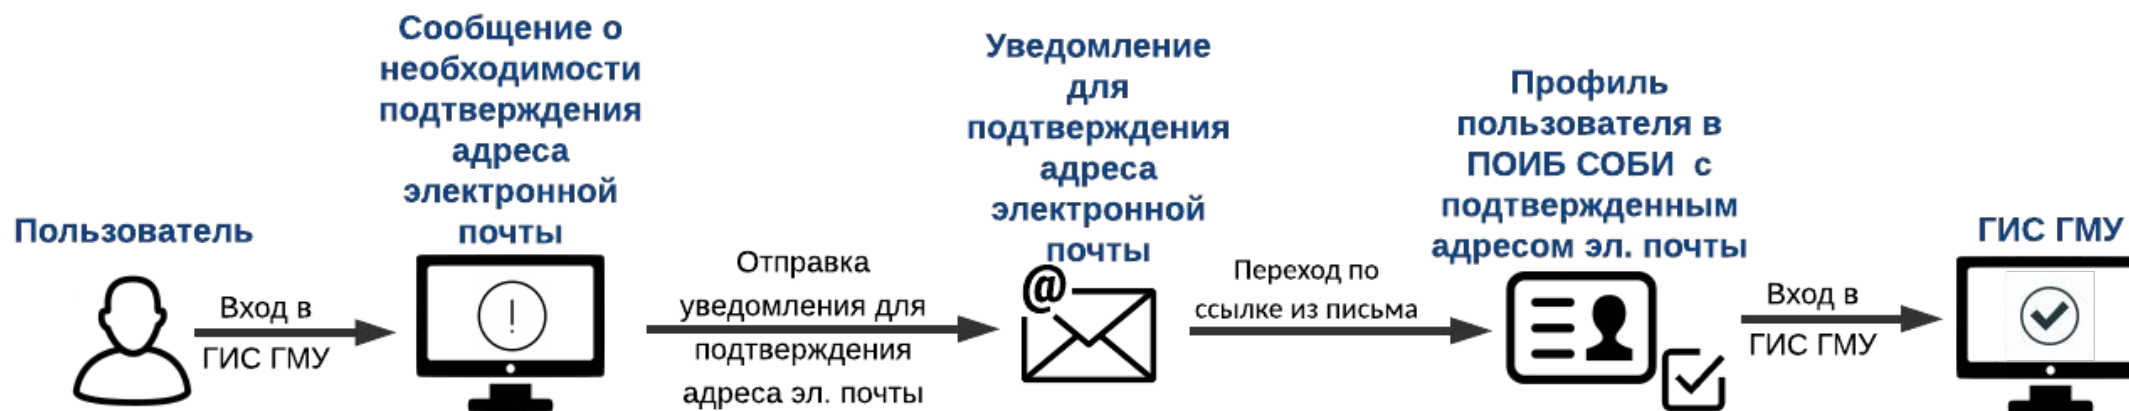 Пользователь
Вход в
ГИС ГМУ
Сообщение о
необходимости
подтверждения
адреса
электронной
почты
Отправка
уведомления для
подтверждения
адреса эл. почты
Уведомление
для
подтверждения
адреса
электронной
почты
@
Переход по
ссылке из письма
Профиль
пользователя в
ПОИБ СОБИ с
подтвержденным
адресом эл. почты
Вход в
ГИС ГМУ
ГИС ГМУ